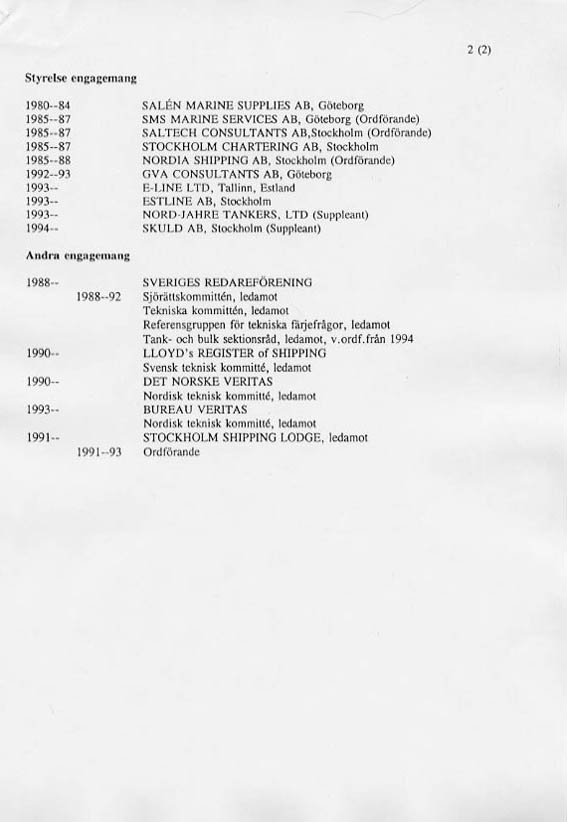 2 (2)
Styrelse engagemang
1980--84 SALÉN MARINE SUPPLIES AB, Göteborg
1985--87 SMS MARINE SERVICES AB, Göteborg (Ordförande)
1985--87 SALTECH CONSULTANTS AB,Stockholm (Ordförande)
1985--87 STOCKHOLM CHARTERING AB, Stockholm
1985--88 NORDIA SHIPPING AB, Stockholm (Ordförande)
1992--93 GVA CONSULTANTS AB, Göteborg
1993-- E-LINE LTD, Tallinn, Estland
1993-- ESTLINE AB, Stockholm
1993-- NORD-JAHRE TANKERS, LTD (Suppleant)
1994-- SKULD AB, Stockholm (Suppleant)
Andra engagemang
1988-- SVERIGES REDAREFÖRENING
1988--92 Sjörättskommittén, ledamot
Tekniska kommittén, ledamot
Referensgruppen för tekniska färjefrågor, ledamot
Tank- och bulk sektionsråd, ledamot, v.ordf.från 1994
1990-- LLOYD's REGISTER of SHIPPING
Svensk teknisk kommitté, ledamot
1990-- DET NORSKE VERITAS
Nordisk teknisk kommitté, ledamot
1993-- BUREAU VERITAS
Nordisk teknisk kommitté, ledamot
1991-- STOCKHOLM SHIPPING LODGE, ledamot
1991--93 Ordförande